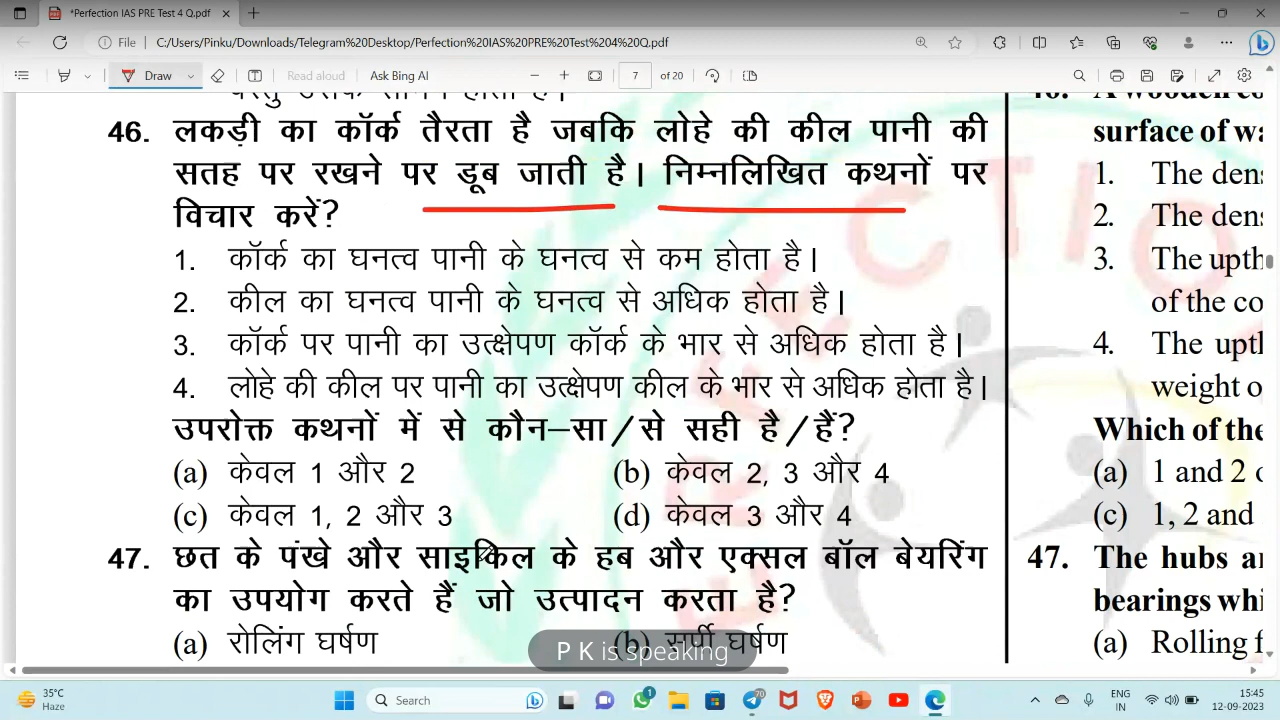 *Perfection IAS PRE Test 4 Q.pdf
File C:/Users/Pinku/Downloads/Telegram%20Desktop/Perfection%20IAS%20PRE%20Test%204%20Q.pdf
Draw Read aloud Ask Bing AI 7 of 20
46. लकड़ी का कॉर्क तैरता है जबकि लोहे की कील पानी की
सतह पर रखने पर डूब जाती है। निम्नलिखित कथनों पर
विचार करें?
1. कॉर्क का घनत्व पानी के घनत्व से कम होता है।
2. कील का घनत्व पानी के घनत्व से अधिक होता है।
3. कॉर्क पर पानी का उत्क्षेपण कॉर्क के भार से अधिक होता है।
4. लोहे की कील पर पानी का उत्क्षेपण कील के भार से अधिक होता है।
उपरोक्त कथनों में से कौन–सा/से सही है/हैं?
(a) केवल 1 और 2 (b) केवल 2, 3 और 4
(c) केवल 1, 2 और 3 (d) केवल 3 और 4
47. छत के पंखे और साइकिल के हब और एक्सल बॉल बेयरिंग
का उपयोग करते हैं जो उत्पादन करता है?
(a) रोलिंग घर्षण (b) सर्पी घर्षण
surface of
1. The
2. The
3. The
of the
4. The
weight
Which of the
(a) 1 and 2
(c) 1, 2 and
47. The hubs
bearings
(a) Rolling
PERFECTION
P K is speaking
35°C
Haze
Search
1
70
ENG
IN
15:45
12-09-2023